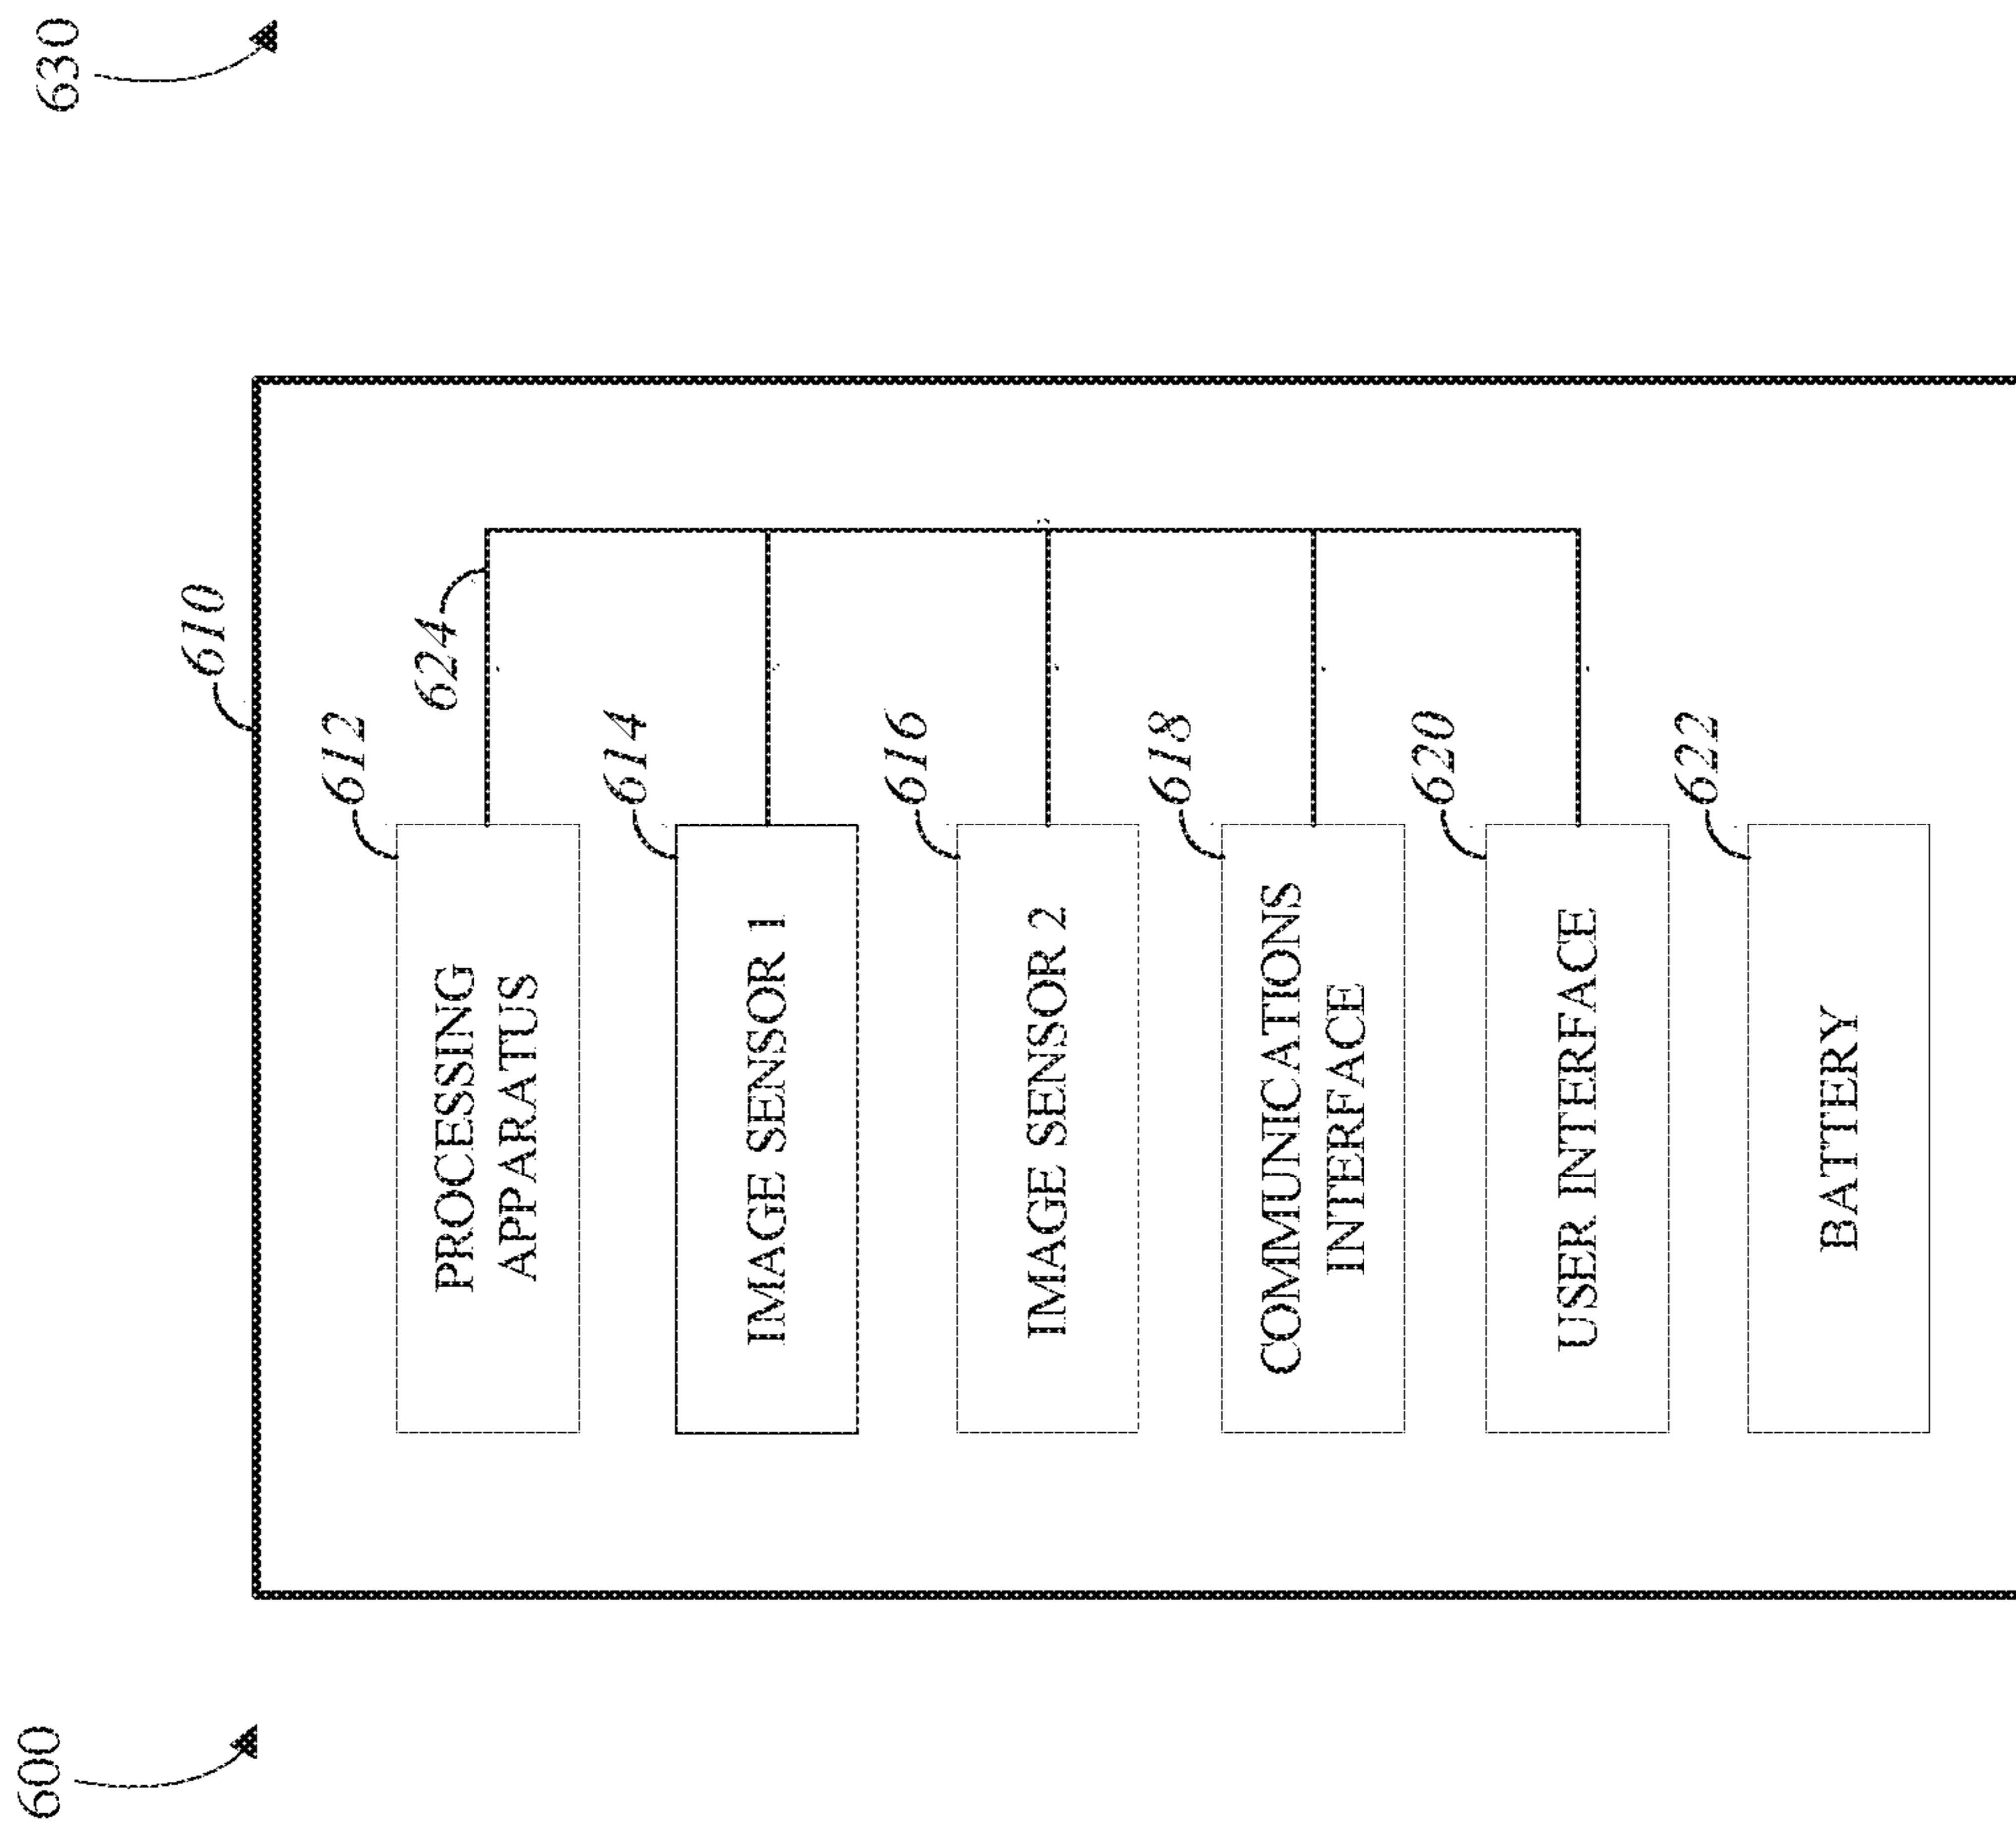 600
630
610
612
624
PROCESSING
APPARATUS
614
IMAGE SENSOR 1
616
IMAGE SENSOR 2
618
COMMUNICATIONS
INTERFACE
620
USER INTERFACE
622
BATTERY